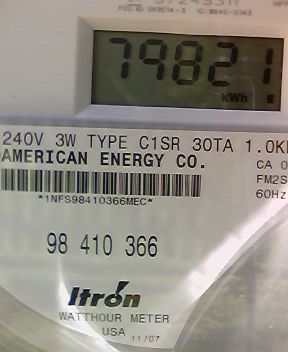 79821
kWh
240V 3W TYPE C1SR 30TA 1.0K
AMERICAN ENERGY CO.
CA 0
FM2S
60Hz
*1NFS98410366MEC*
98 410 366
Itrón
WATTHOUR METER
USA 11/07